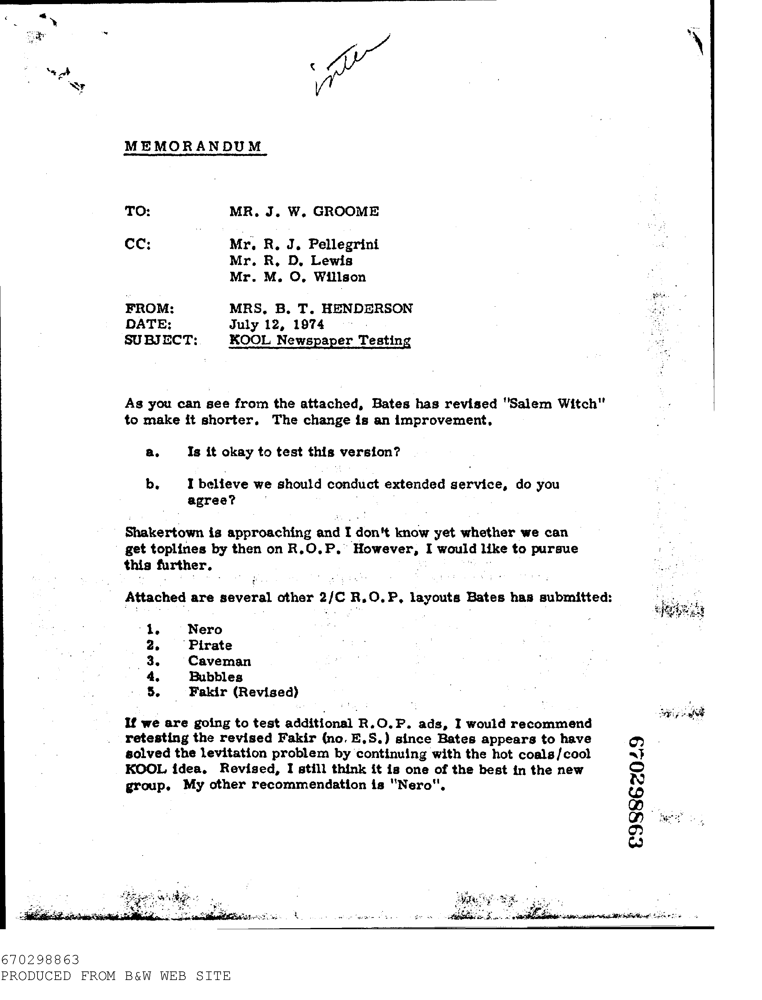 inter
MEMORANDUM
TO: MR. J. W. GROOME
CC: Mr. R. J. Pellegrini
Mr. R. D. Lewis
Mr. M. O. Willson
FROM: MRS. B. T. HENDERSON
DATE: July 12, 1974
SUBJECT: KOOL Newspaper Testing
As you can see from the attached, Bates has revised "Salem Witch"
to make it shorter. The change is an improvement.
a. Is it okay to test this version?
b. I believe we should conduct extended service, do you
agree?
Shakertown is approaching and I don't know yet whether we can
get toplines by then on R.O.P. However, I would like to pursue
this further.
Attached are several other 2/C R.O.P. layouts Bates has submitted:
1. Nero
2. Pirate
3. Caveman
4. Bubbles
5. Fakir (Revised)
If we are going to test additional R.O.P. ads, I would recommend
retesting the revised Fakir (no. E.S.) since Bates appears to have
solved the levitation problem by continuing with the hot coals/cool
KOOL idea. Revised, I still think it is one of the best in the new
group. My other recommendation is "Nero".
670298863
670298863
PRODUCED FROM B&W WEB SITE